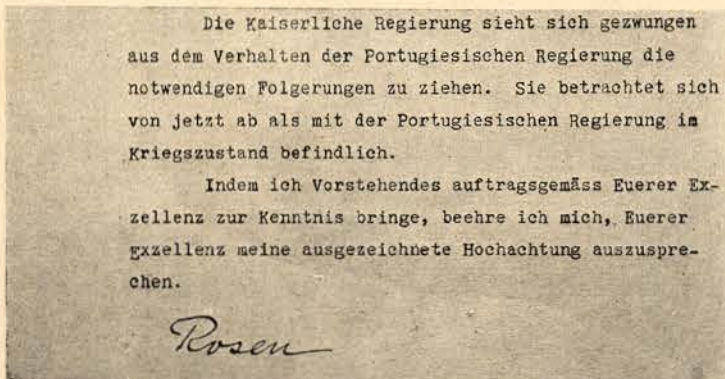 Die Kaiserliche Regierung sieht sich gezwungen
aus dem Verhalten der Portugiesischen Regierung die
notwendigen Folgerungen zu ziehen. Sie betrachtet sich
von jetzt ab als mit der Portugiesischen Regierung im
Kriegszustand befindlich.
Indem ich Vorstehendes auftragsgemäss Euerer Ex-
zellenz zur Kenntnis bringe, beehre ich mich, Euerer
Exzellenz meine ausgezeichnete Hochachtung auszuspre-
chen.
Rosen